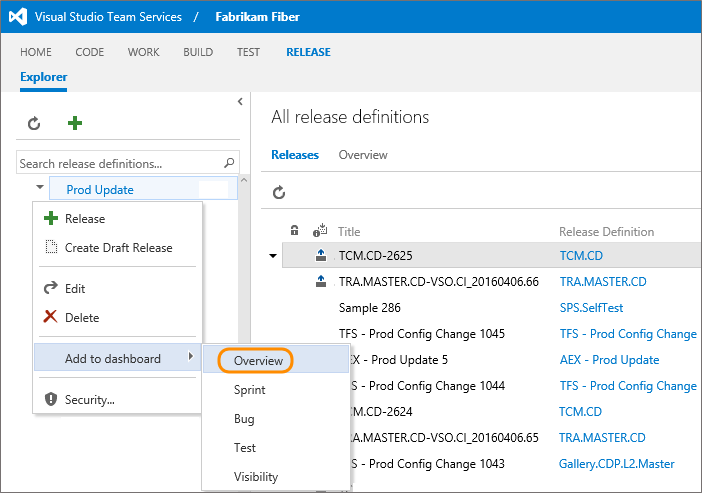 Visual Studio Team Services / Fabrikam Fiber
HOME CODE WORK BUILD TEST RELEASE
Explorer
All release definitions
Search release definitions...
Releases Overview
Prod Update
Release
Create Draft Release
Edit
Delete
Add to dashboard
Security...
Overview
Sprint
Bug
Test
Visibility
Title Release Definition
TCM.CD-2625 TCM.CD
TRA.MASTER.CD-VSO.CI_20160406.66 TRA.MASTER.CD
Sample 286 SPS.SelfTest
TFS - Prod Config Change 1045 TFS - Prod Config Change
EX - Prod Update 5 AEX - Prod Update
FS - Prod Config Change 1044 TFS - Prod Config Change
CM.CD-2624 TCM.CD
RA.MASTER.CD-VSO.CI_20160406.65 TRA.MASTER.CD
FS - Prod Config Change 1043 Gallery.CDP.L2.Master